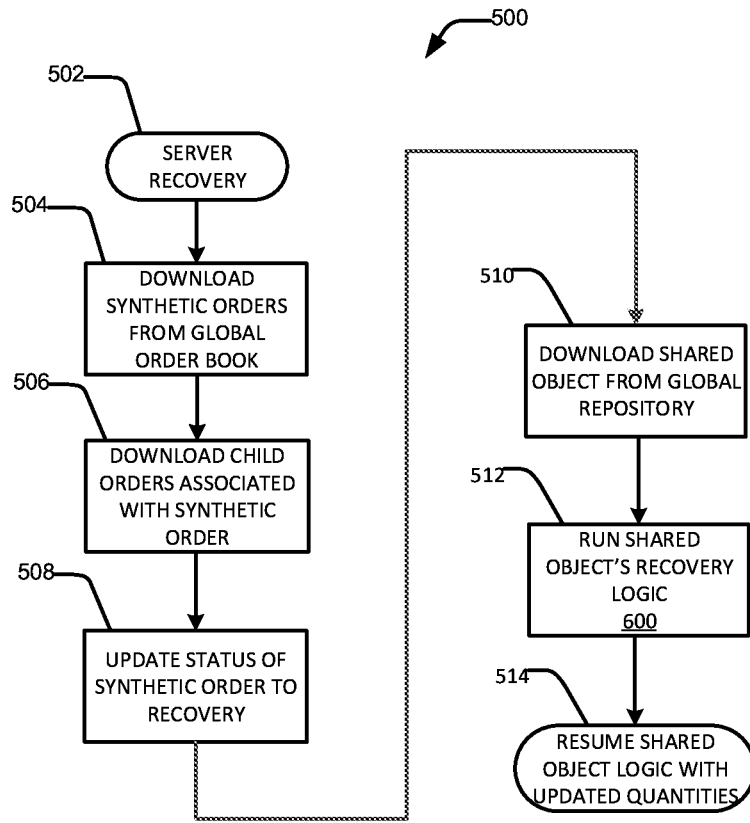 500
502
SERVER
RECOVERY
504
DOWNLOAD
SYNTHETIC ORDERS
FROM GLOBAL
ORDER BOOK
506
DOWNLOAD CHILD
ORDERS ASSOCIATED
WITH SYNTHETIC
ORDER
508
UPDATE STATUS OF
SYNTHETIC ORDER TO
RECOVERY
510
DOWNLOAD SHARED
OBJECT FROM GLOBAL
REPOSITORY
512
RUN SHARED
OBJECT'S RECOVERY
LOGIC
600
514
RESUME SHARED
OBJECT LOGIC WITH
UPDATED QUANTITIES